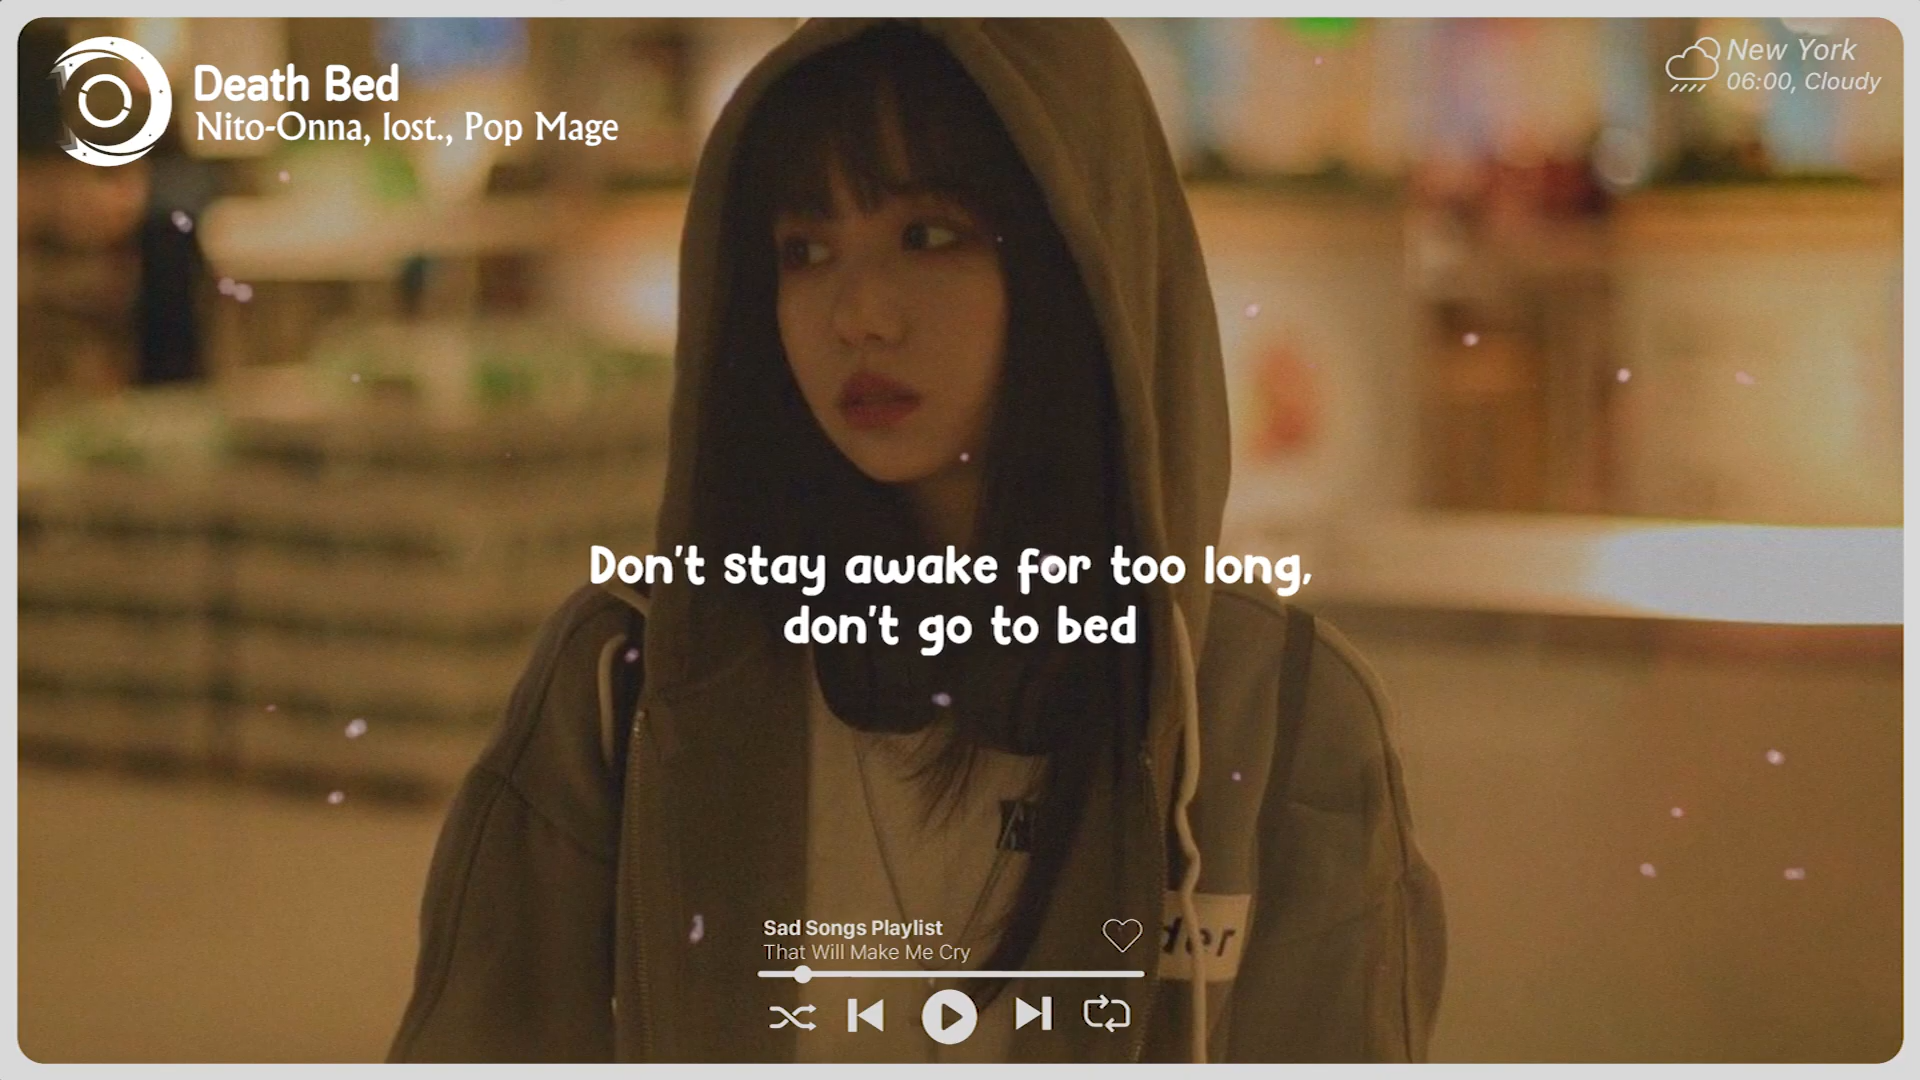 Death Bed
Nito-Onna, lost., Pop Mage
New York
06:00, Cloudy
Don't stay awake for too long,
don't go to bed
der
Sad Songs Playlist
That Will Make Me Cry